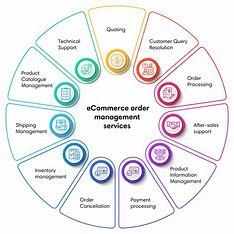 Quoting
Customer Query
Resolution
Order
Processing
After-sales
support
Product
Information
Management
Payment
processing
Order
Cancellation
Inventory
management
Shipping
Management
Product
Catalogue
Management
Technical
Support
eCommerce order
management
services